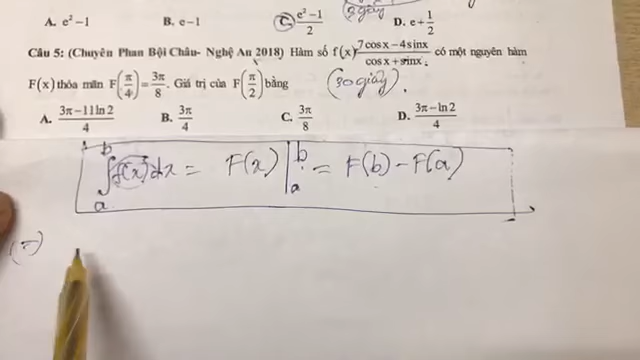 A. e² −1 B. e −1 C. (e² −1)/2 D. e + 1/2
Câu 5: (Chuyên Phan Bội Châu- Nghệ An 2018) Hàm số f(x) = (7cosx − 4sinx)/(cosx + sinx) có một nguyên hàm
F(x) thỏa mãn F(π/4) = 3π/8. Giá trị của F(π/2) bằng (30 giây).
A. (3π −11ln2)/4 B. 3π/4 C. 3π/8 D. (3π − ln2)/4
∫ₐᵇ f(x)dx = F(x) |ₐᵇ = F(b) − F(a)